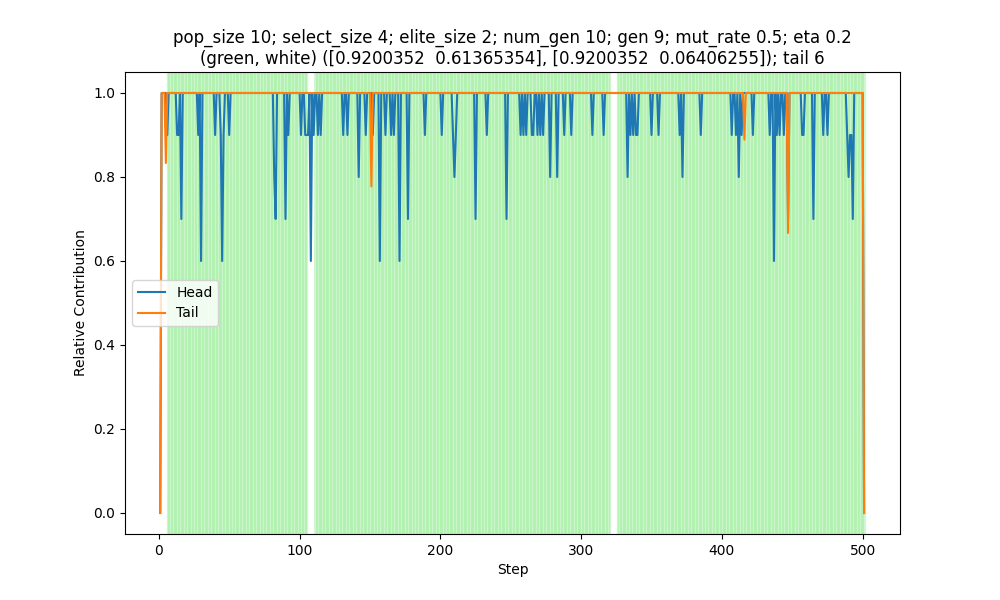 pop_size 10; select_size 4; elite_size 2; num_gen 10; gen 9; mut_rate 0.5; eta 0.2
(green, white) ([0.9200352  0.61365354], [0.9200352  0.06406255]); tail 6
1.0
0.8
0.6
0.4
0.2
0.0
Relative Contribution
Head
Tail
0 100 200 300 400 500
Step